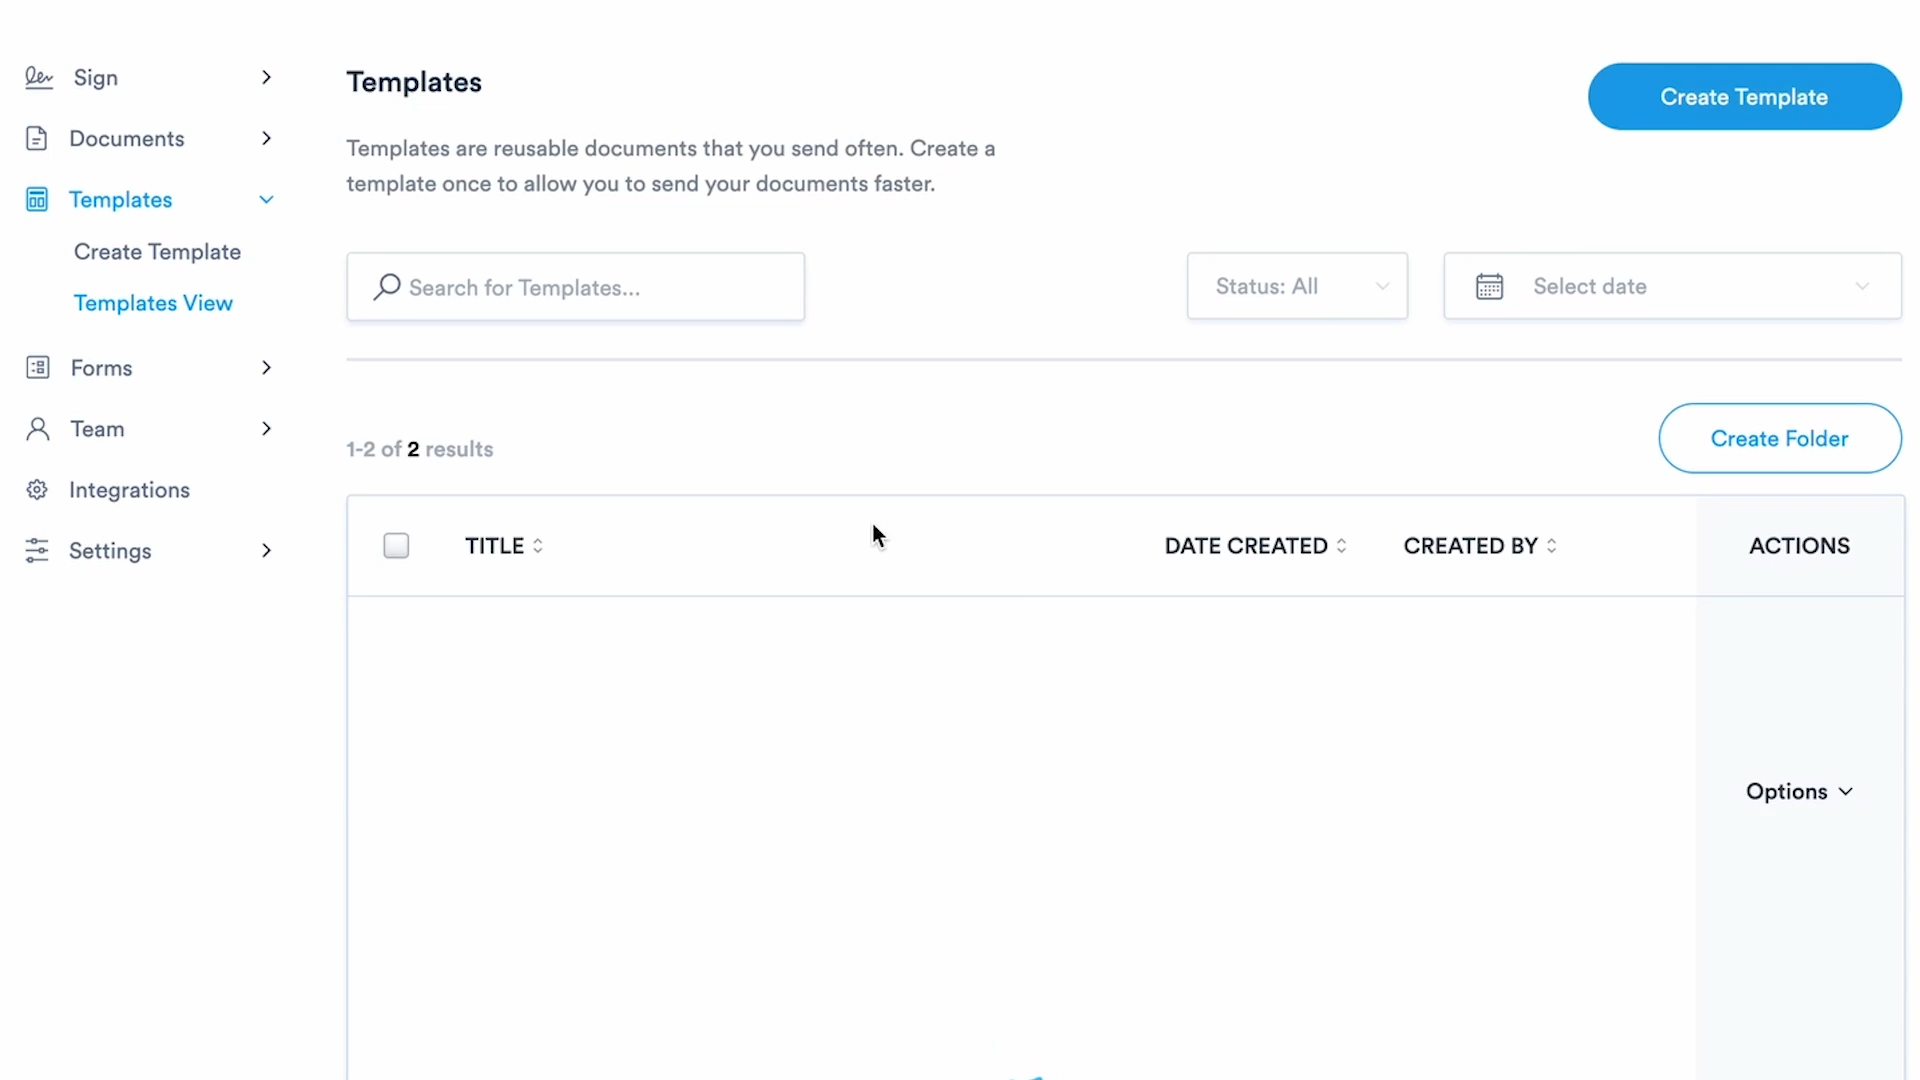 Sign
Documents
Templates
Create Template
Templates View
Forms
Team
Integrations
Settings
Templates
Create Template
Templates are reusable documents that you send often. Create a
template once to allow you to send your documents faster.
Search for Templates...
Status: All
Select date
1-2 of 2 results
Create Folder
TITLE
DATE CREATED
CREATED BY
ACTIONS
Options